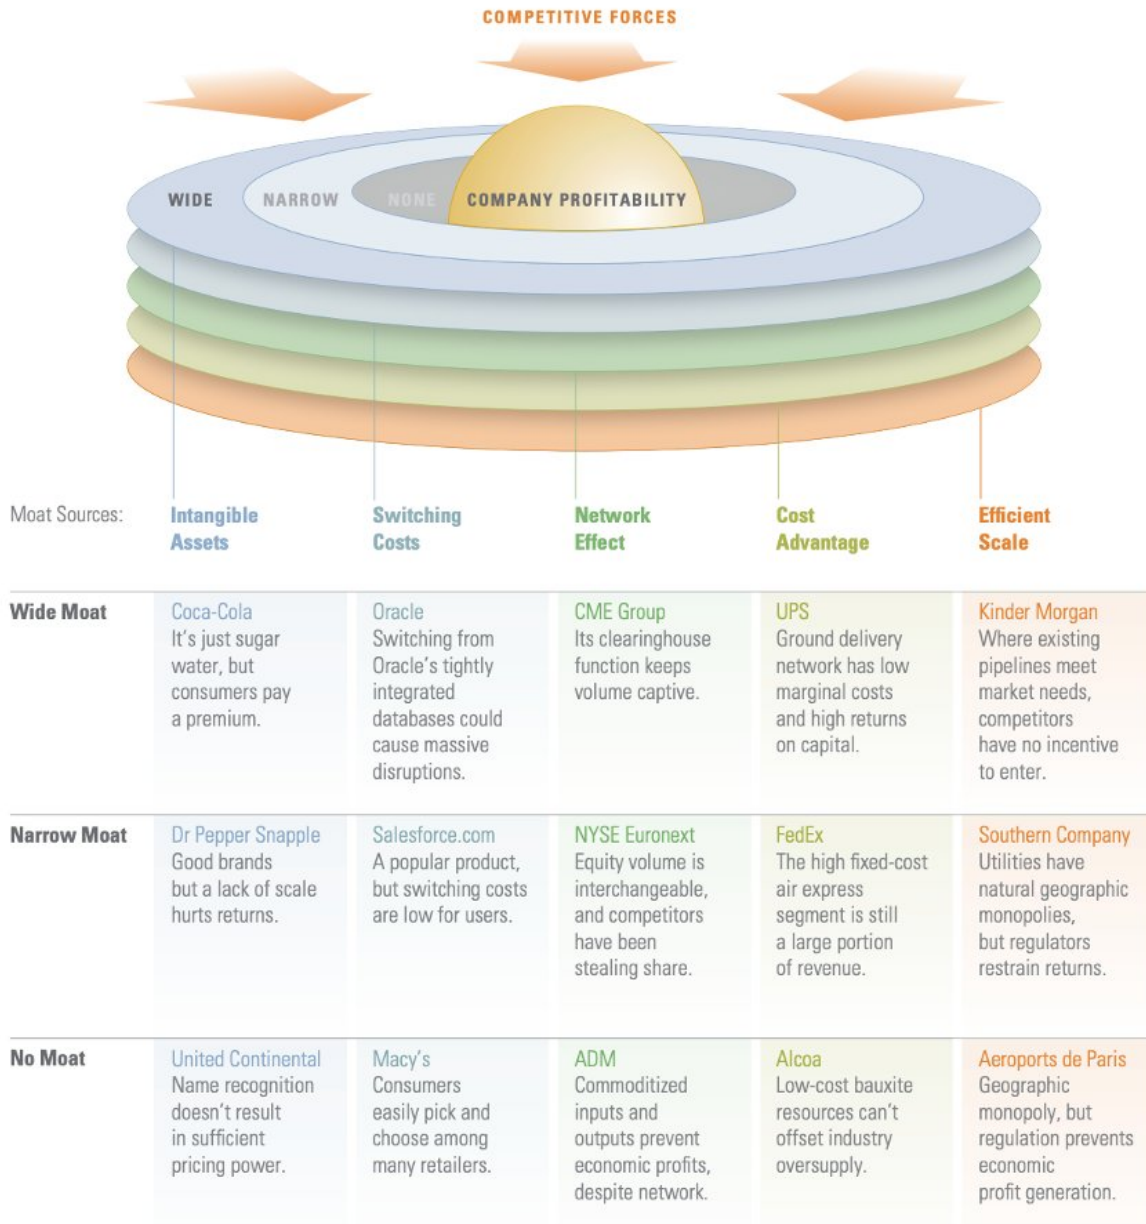 COMPETITIVE FORCES
WIDE
NARROW
NONE
COMPANY PROFITABILITY
Moat Sources:
Intangible
Assets
Switching
Costs
Network
Effect
Cost
Advantage
Efficient
Scale
Wide Moat
Coca-Cola
It's just sugar
water, but
consumers pay
a premium.
Oracle
Switching from
Oracle's tightly
integrated
databases could
cause massive
disruptions.
CME Group
Its clearinghouse
function keeps
volume captive.
UPS
Ground delivery
network has low
marginal costs
and high returns
on capital.
Kinder Morgan
Where existing
pipelines meet
market needs,
competitors
have no incentive
to enter.
Narrow Moat
Dr Pepper Snapple
Good brands
but a lack of scale
hurts returns.
Salesforce.com
A popular product,
but switching costs
are low for users.
NYSE Euronext
Equity volume is
interchangeable,
and competitors
have been
stealing share.
FedEx
The high fixed-cost
air express
segment is still
a large portion
of revenue.
Southern Company
Utilities have
natural geographic
monopolies,
but regulators
restrain returns.
No Moat
United Continental
Name recognition
doesn't result
in sufficient
pricing power.
Macy's
Consumers
easily pick and
choose among
many retailers.
ADM
Commoditized
inputs and
outputs prevent
economic profits,
despite network.
Alcoa
Low-cost bauxite
resources can't
offset industry
oversupply.
Aeroports de Paris
Geographic
monopoly, but
regulation prevents
economic
profit generation.